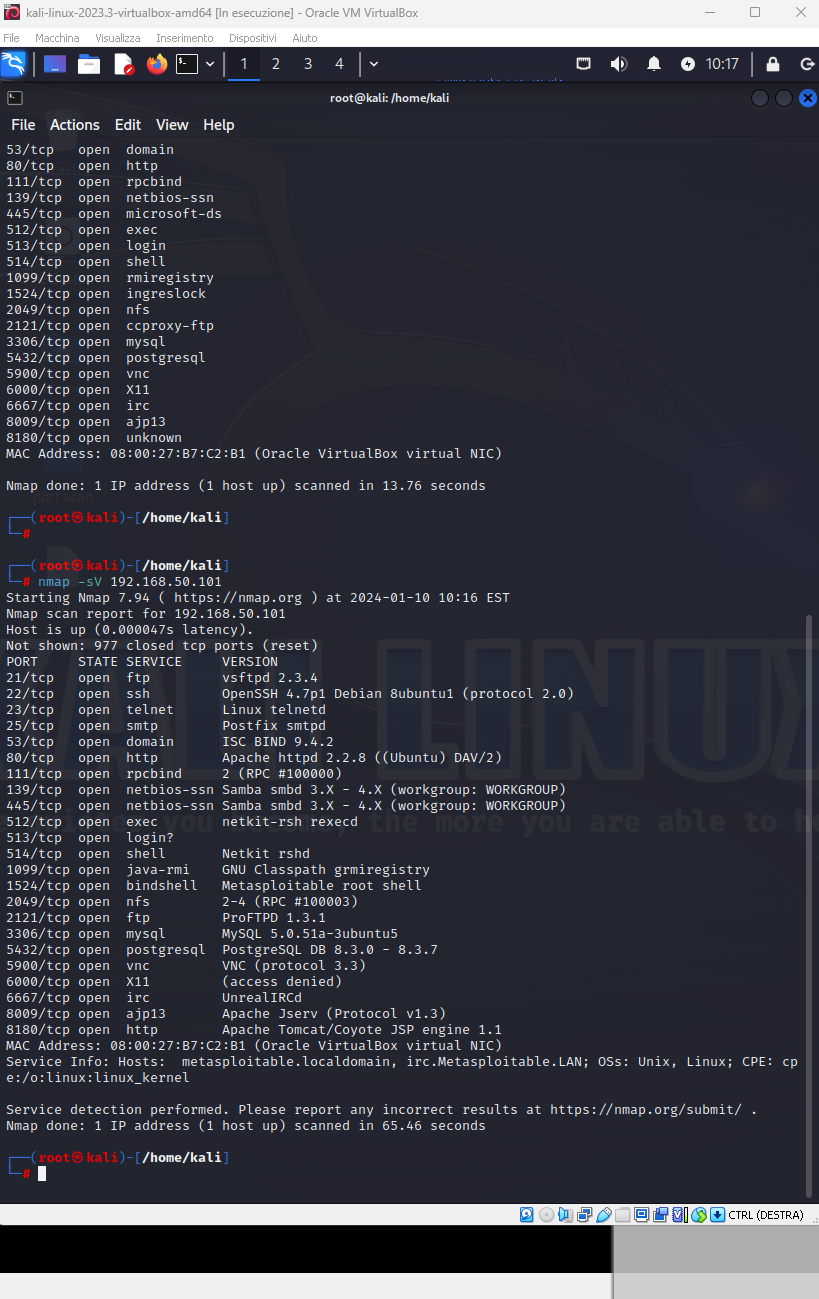 kali-linux-2023.3-virtualbox-amd64 [In esecuzione] - Oracle VM VirtualBox
File Macchina Visualizza Inserimento Dispositivi Aiuto
1 2 3 4 10:17
root@kali: /home/kali
File Actions Edit View Help
53/tcp open domain
80/tcp open http
111/tcp open rpcbind
139/tcp open netbios-ssn
445/tcp open microsoft-ds
512/tcp open exec
513/tcp open login
514/tcp open shell
1099/tcp open rmiregistry
1524/tcp open ingreslock
2049/tcp open nfs
2121/tcp open ccproxy-ftp
3306/tcp open mysql
5432/tcp open postgresql
5900/tcp open vnc
6000/tcp open X11
6667/tcp open irc
8009/tcp open ajp13
8180/tcp open unknown
MAC Address: 08:00:27:B7:C2:B1 (Oracle VirtualBox virtual NIC)
Nmap done: 1 IP address (1 host up) scanned in 13.76 seconds
┌──(root㉿kali)-[/home/kali]
└─#
┌──(root㉿kali)-[/home/kali]
└─# nmap -sV 192.168.50.101
Starting Nmap 7.94 ( https://nmap.org ) at 2024-01-10 10:16 EST
Nmap scan report for 192.168.50.101
Host is up (0.000047s latency).
Not shown: 977 closed tcp ports (reset)
PORT STATE SERVICE VERSION
21/tcp open ftp vsftpd 2.3.4
22/tcp open ssh OpenSSH 4.7p1 Debian 8ubuntu1 (protocol 2.0)
23/tcp open telnet Linux telnetd
25/tcp open smtp Postfix smtpd
53/tcp open domain ISC BIND 9.4.2
80/tcp open http Apache httpd 2.2.8 ((Ubuntu) DAV/2)
111/tcp open rpcbind 2 (RPC #100000)
139/tcp open netbios-ssn Samba smbd 3.X - 4.X (workgroup: WORKGROUP)
445/tcp open netbios-ssn Samba smbd 3.X - 4.X (workgroup: WORKGROUP)
512/tcp open exec netkit-rsh rexecd
513/tcp open login?
514/tcp open shell Netkit rshd
1099/tcp open java-rmi GNU Classpath grmiregistry
1524/tcp open bindshell Metasploitable root shell
2049/tcp open nfs 2-4 (RPC #100003)
2121/tcp open ftp ProFTPD 1.3.1
3306/tcp open mysql MySQL 5.0.51a-3ubuntu5
5432/tcp open postgresql PostgreSQL DB 8.3.0 - 8.3.7
5900/tcp open vnc VNC (protocol 3.3)
6000/tcp open X11 (access denied)
6667/tcp open irc UnrealIRCd
8009/tcp open ajp13 Apache Jserv (Protocol v1.3)
8180/tcp open http Apache Tomcat/Coyote JSP engine 1.1
MAC Address: 08:00:27:B7:C2:B1 (Oracle VirtualBox virtual NIC)
Service Info: Hosts: metasploitable.localdomain, irc.Metasploitable.LAN; OSs: Unix, Linux; CPE: cp
e:/o:linux:linux_kernel
Service detection performed. Please report any incorrect results at https://nmap.org/submit/ .
Nmap done: 1 IP address (1 host up) scanned in 65.46 seconds
┌──(root㉿kali)-[/home/kali]
└─#
CTRL (DESTRA)